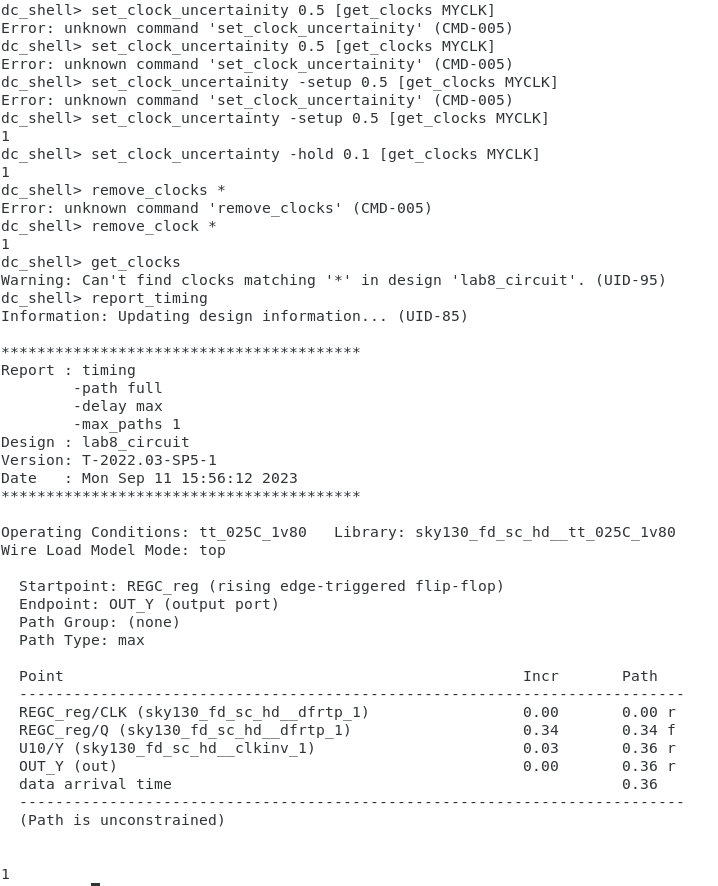 dc_shell> set_clock_uncertainity 0.5 [get_clocks MYCLK]
Error: unknown command 'set_clock_uncertainity' (CMD-005)
dc_shell> set_clock_uncertainity 0.5 [get_clocks MYCLK]
Error: unknown command 'set_clock_uncertainity' (CMD-005)
dc_shell> set_clock_uncertainity -setup 0.5 [get_clocks MYCLK]
Error: unknown command 'set_clock_uncertainity' (CMD-005)
dc_shell> set_clock_uncertainty -setup 0.5 [get_clocks MYCLK]
1
dc_shell> set_clock_uncertainty -hold 0.1 [get_clocks MYCLK]
1
dc_shell> remove_clocks *
Error: unknown command 'remove_clocks' (CMD-005)
dc_shell> remove_clock *
1
dc_shell> get_clocks
Warning: Can't find clocks matching '*' in design 'lab8_circuit'. (UID-95)
dc_shell> report_timing
Information: Updating design information... (UID-85)

****************************************
Report : timing
        -path full
        -delay max
        -max_paths 1
Design : lab8_circuit
Version: T-2022.03-SP5-1
Date   : Mon Sep 11 15:56:12 2023
****************************************

Operating Conditions: tt_025C_1v80   Library: sky130_fd_sc_hd__tt_025C_1v80
Wire Load Model Mode: top

  Startpoint: REGC_reg (rising edge-triggered flip-flop)
  Endpoint: OUT_Y (output port)
  Path Group: (none)
  Path Type: max

  Point                                                   Incr       Path
  --------------------------------------------------------------------------
  REGC_reg/CLK (sky130_fd_sc_hd__dfrtp_1)                 0.00       0.00 r
  REGC_reg/Q (sky130_fd_sc_hd__dfrtp_1)                   0.34       0.34 f
  U10/Y (sky130_fd_sc_hd__clkinv_1)                       0.03       0.36 r
  OUT_Y (out)                                             0.00       0.36 r
  data arrival time                                                  0.36
  --------------------------------------------------------------------------
  (Path is unconstrained)

1